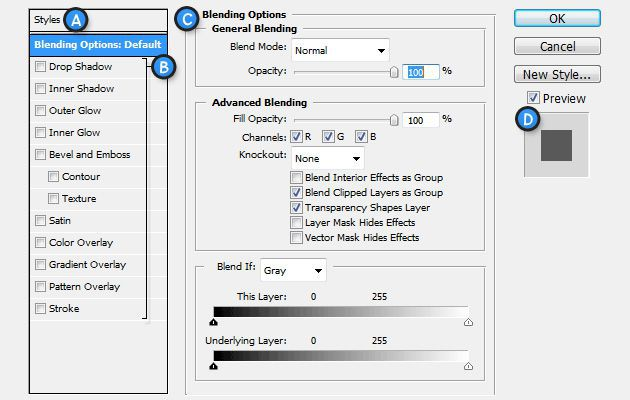 Styles A
Blending Options: Default
Drop Shadow
B
Inner Shadow
Outer Glow
Inner Glow
Bevel and Emboss
Contour
Texture
Satin
Color Overlay
Gradient Overlay
Pattern Overlay
Stroke
C Blending Options
General Blending
Blend Mode: Normal
Opacity: 100 %
Advanced Blending
Fill Opacity: 100 %
Channels: R G B
Knockout: None
Blend Interior Effects as Group
Blend Clipped Layers as Group
Transparency Shapes Layer
Layer Mask Hides Effects
Vector Mask Hides Effects
Blend If: Gray
This Layer: 0 255
Underlying Layer: 0 255
OK
Cancel
New Style...
Preview
D